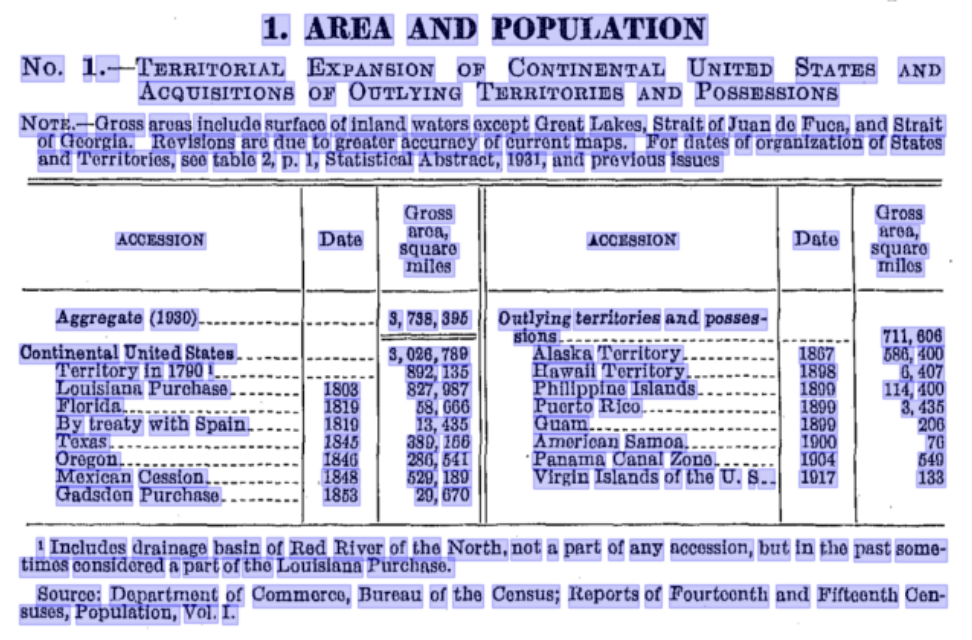 1. AREA AND POPULATION
No. 1.—Territorial Expansion of Continental United States and
Acquisitions of Outlying Territories and Possessions
Note.—Gross areas include surface of inland waters except Great Lakes, Strait of Juan de Fuca, and Strait
of Georgia. Revisions are due to greater accuracy of current maps. For dates of organization of States
and Territories, see table 2, p. 1, Statistical Abstract, 1931, and previous issues
ACCESSION Date Gross area, square miles
Aggregate (1930) 3,738,395
Continental United States 3,026,789
Territory in 1790 ¹ 892,135
Louisiana Purchase 1803 827,987
Florida 1819 58,666
By treaty with Spain 1819 13,435
Texas 1845 389,166
Oregon 1846 286,541
Mexican Cession 1848 529,189
Gadsden Purchase 1853 29,670
ACCESSION Date Gross area, square miles
Outlying territories and posses-
sions 711,606
Alaska Territory 1867 586,400
Hawaii Territory 1898 6,407
Philippine Islands 1899 114,400
Puerto Rico 1899 3,435
Guam 1899 206
American Samoa 1900 76
Panama Canal Zone 1904 549
Virgin Islands of the U. S. 1917 133
¹ Includes drainage basin of Red River of the North, not a part of any accession, but in the past some-
times considered a part of the Louisiana Purchase.
Source: Department of Commerce, Bureau of the Census; Reports of Fourteenth and Fifteenth Cen-
suses, Population, Vol. I.